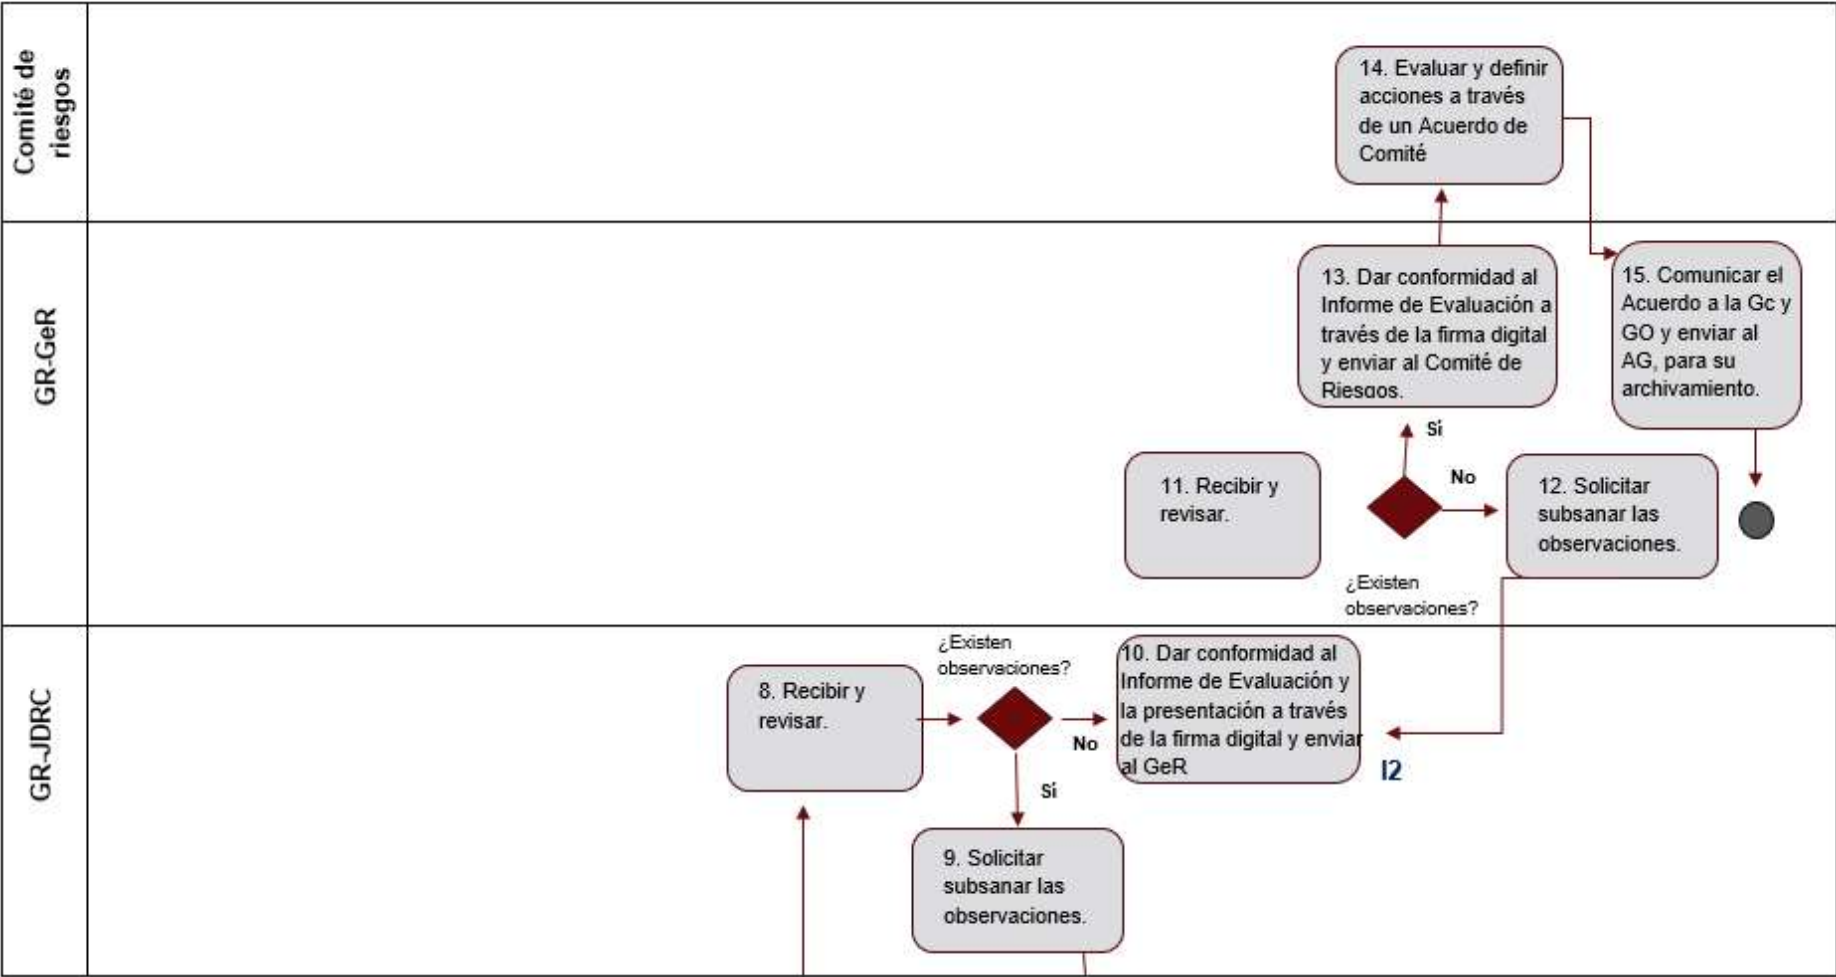 Comité de
riesgos
14. Evaluar y definir
acciones a través
de un Acuerdo de
Comité
GR-GeR
13. Dar conformidad al
Informe de Evaluación a
través de la firma digital
y enviar al Comité de
Riesgos.
15. Comunicar el
Acuerdo a la Gc y
GO y enviar al
AG, para su
archivamiento.
Sí
No
11. Recibir y
revisar.
12. Solicitar
subsanar las
observaciones.
¿Existen
observaciones?
GR-JDRC
¿Existen
observaciones?
8. Recibir y
revisar.
No
10. Dar conformidad al
Informe de Evaluación y
la presentación a través
de la firma digital y enviar
al GeR
I2
Sí
9. Solicitar
subsanar las
observaciones.